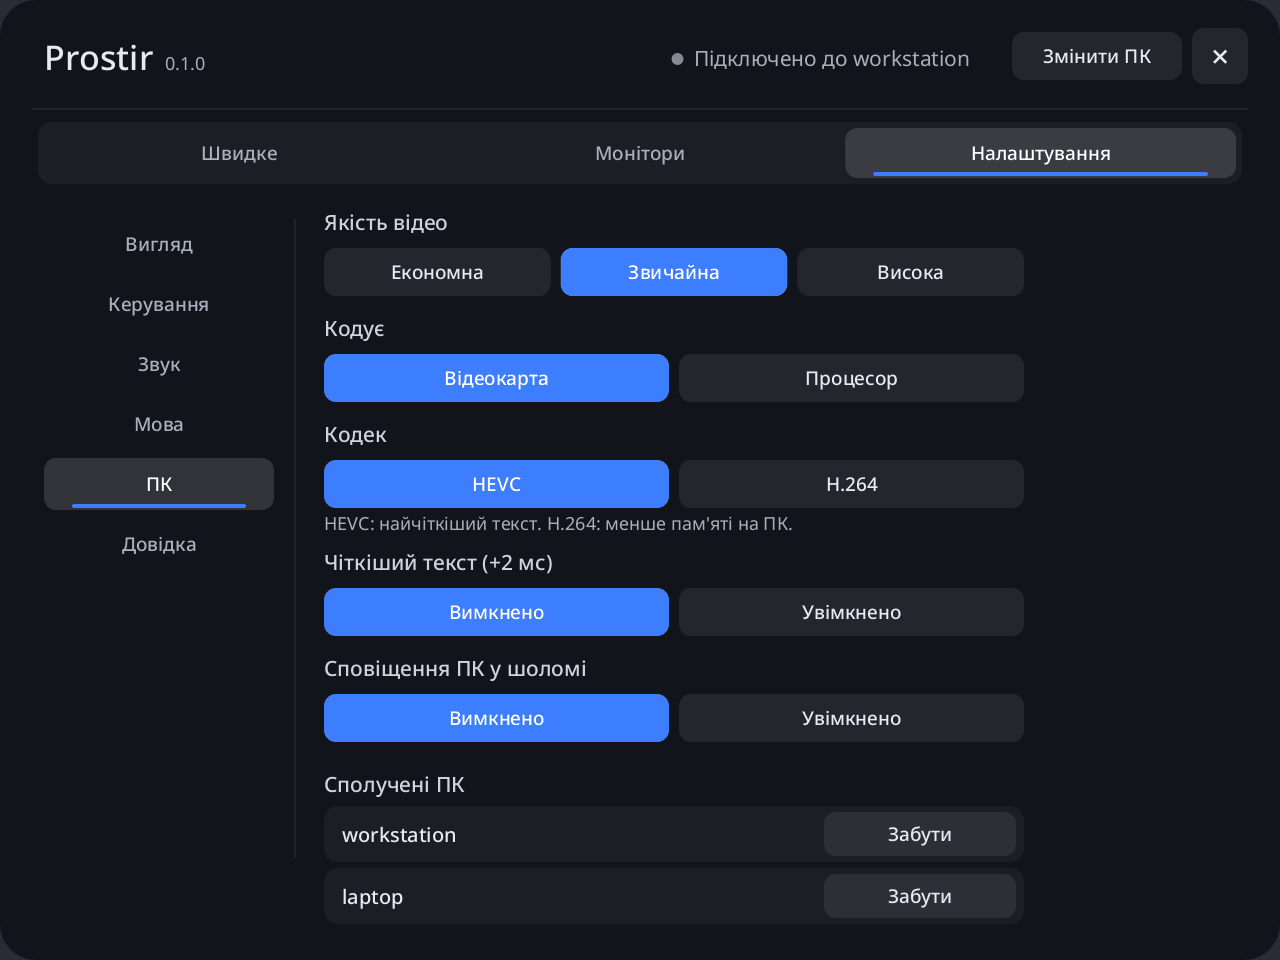 Prostir 0.1.0
Підключено до workstation
Змінити ПК
×
Швидке
Монітори
Налаштування
Вигляд
Керування
Звук
Мова
ПК
Довідка
Якість відео
Економна
Звичайна
Висока
Кодує
Відеокарта
Процесор
Кодек
HEVC
H.264
HEVC: найчіткіший текст. H.264: менше пам'яті на ПК.
Чіткіший текст (+2 мс)
Вимкнено
Увімкнено
Сповіщення ПК у шоломі
Вимкнено
Увімкнено
Сполучені ПК
workstation
Забути
laptop
Забути